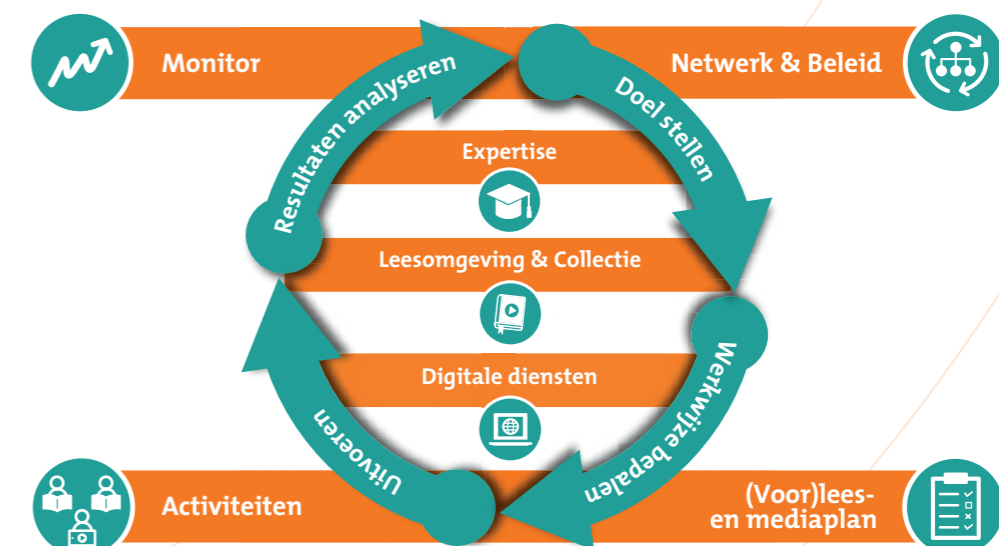 Monitor
Netwerk & Beleid
Resultaten analyseren
Doel stellen
Expertise
Leesomgeving & Collectie
Digitale diensten
Werkwijze bepalen
Uitvoeren
Activiteiten
(Voor)lees-
en mediaplan